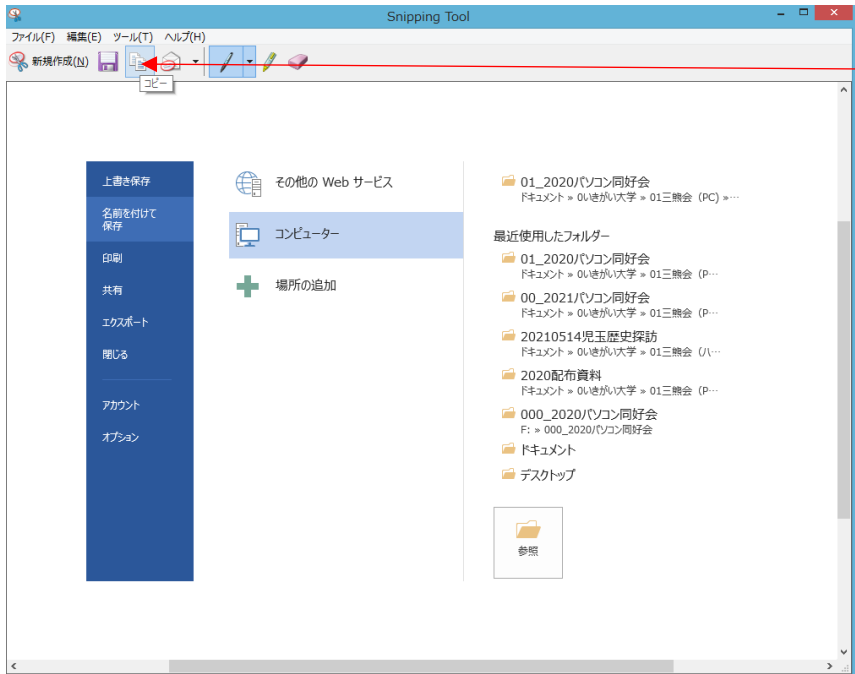 Snipping Tool
ファイル(F) 編集(E) ツール(T) ヘルプ(H)
新規作成(N)
コピー
上書き保存
名前を付けて
保存
印刷
共有
エクスポート
閉じる
アカウント
オプション
その他の Web サービス
コンピューター
場所の追加
01_2020パソコン同好会
ドキュメント » 0いきがい大学 » 01三熊会 (PC) »…
最近使用したフォルダー
01_2020パソコン同好会
ドキュメント » 0いきがい大学 » 01三熊会 (P…
00_2021パソコン同好会
ドキュメント » 0いきがい大学 » 01三熊会 (P…
20210514児玉歴史探訪
ドキュメント » 0いきがい大学 » 01三熊会 (ハ…
2020配布資料
ドキュメント » 0いきがい大学 » 01三熊会 (P…
000_2020パソコン同好会
F: » 000_2020パソコン同好会
ドキュメント
デスクトップ
参照